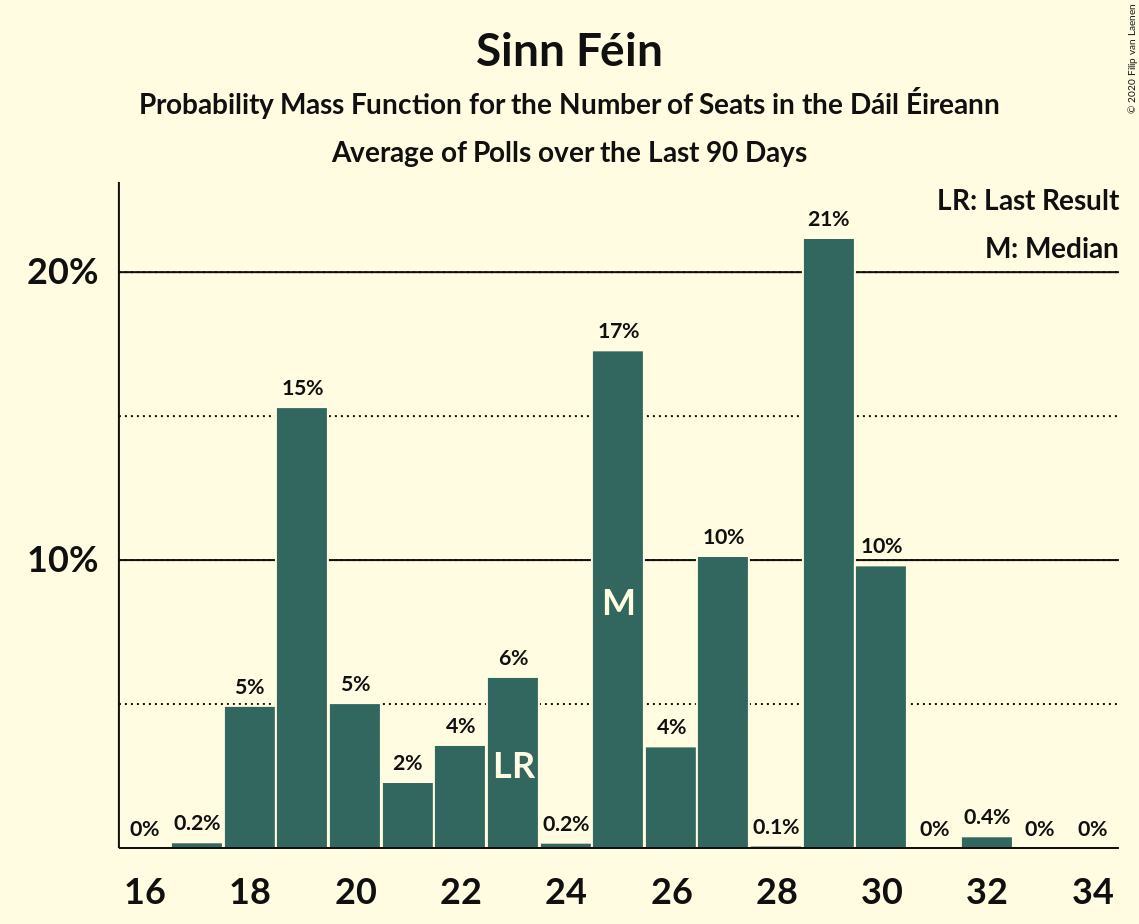 Sinn Féin
Probability Mass Function for the Number of Seats in the Dáil Éireann
Average of Polls over the Last 90 Days
© 2020 Filip van Laenen
LR: Last Result
M: Median
20%
10%
0%
0.2%
5%
15%
5%
2%
4%
6%
0.2%
17%
4%
10%
0.1%
21%
10%
0%
0.4%
0%
0%
LR
M
16 18 20 22 24 26 28 30 32 34